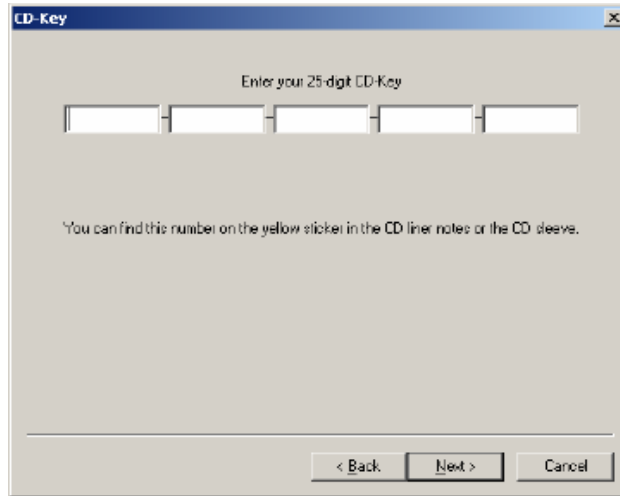 CD-Key
Enter your 25-digit CD-Key
- - - -
You can find this number on the yellow sticker in the CD liner notes or the CD sleeve.
< Back Next > Cancel